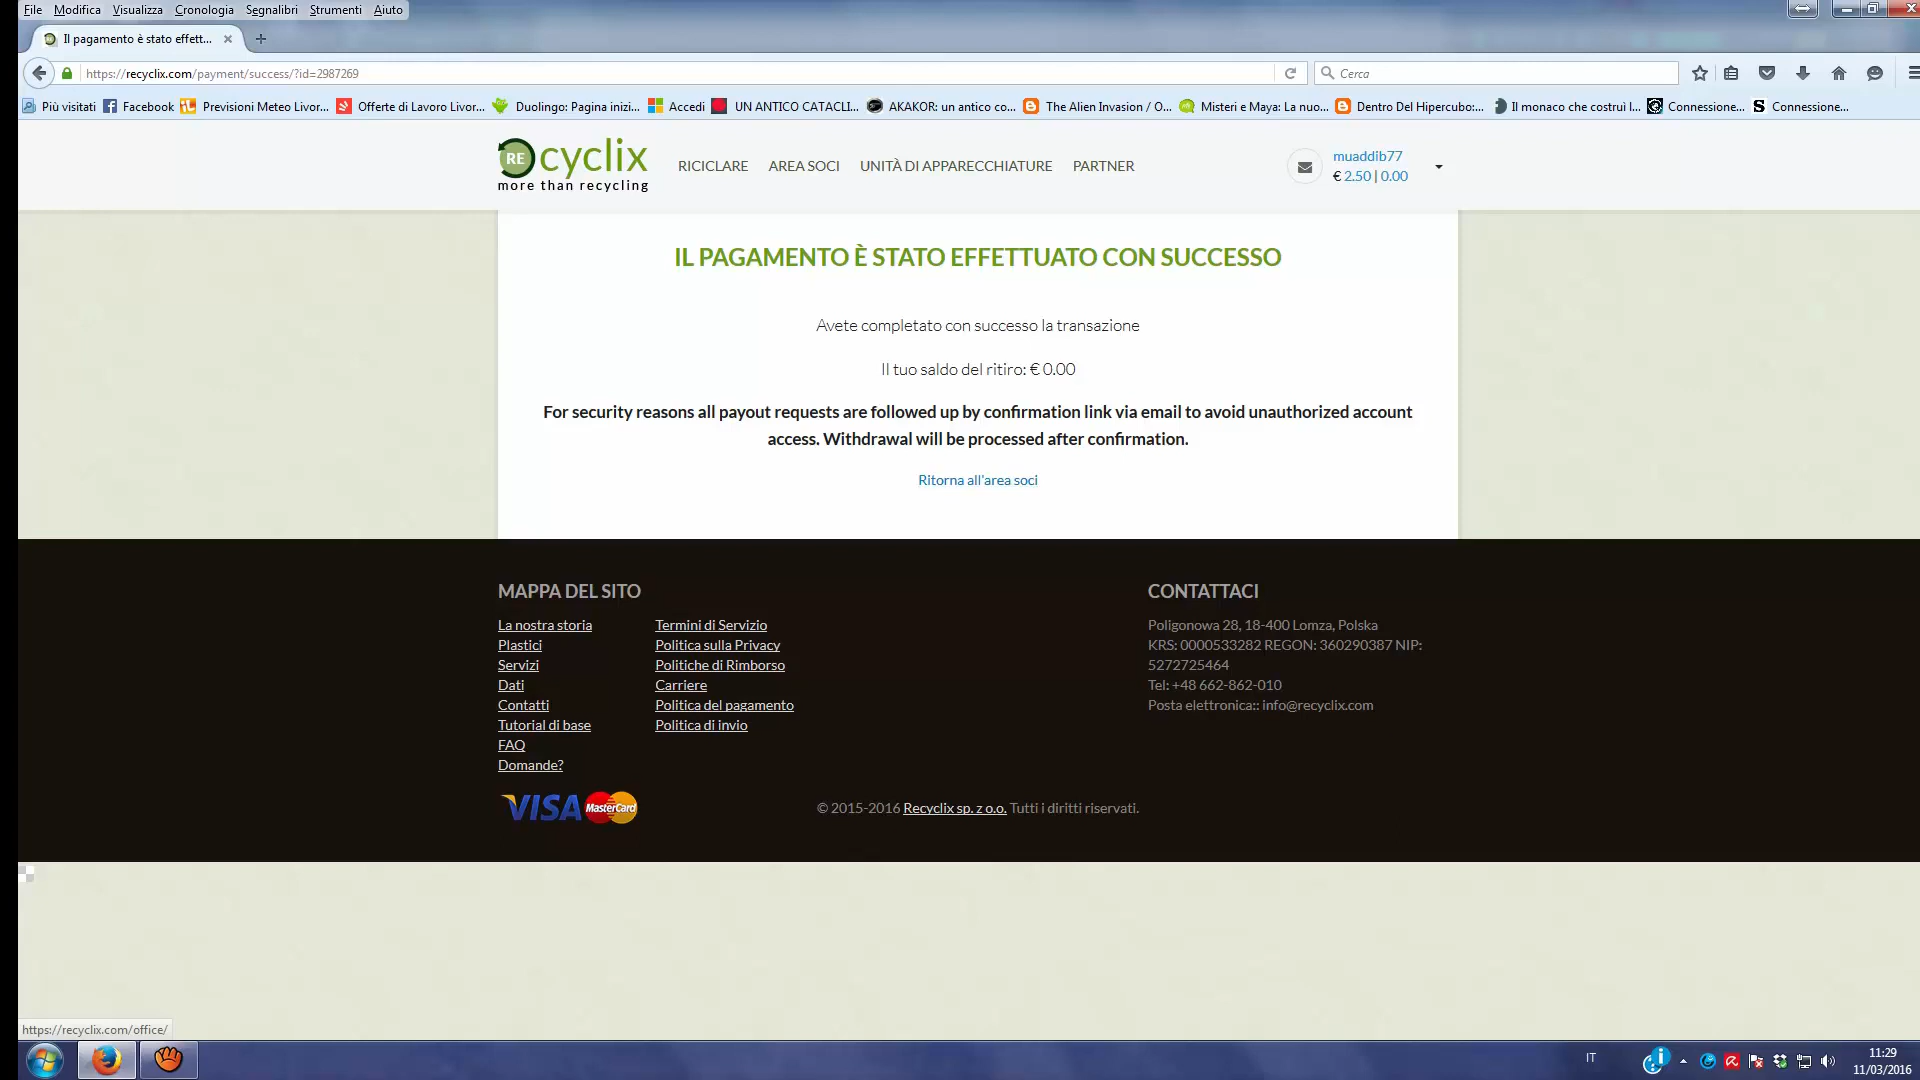 File Modifica Visualizza Cronologia Segnalibri Strumenti Aiuto
Il pagamento è stato effett...
https://recyclix.com/payment/success/?id=2987269
Cerca
Più visitati Facebook Previsioni Meteo Livor... Offerte di Lavoro Livor... Duolingo: Pagina inizi... Accedi UN ANTICO CATACLI... AKAKOR: un antico co... The Alien Invasion / O... Misteri e Maya: La nuo... Dentro Del Hipercubo:... Il monaco che costruì l... Connessione... Connessione...
REcyclix
more than recycling
RICICLARE AREA SOCI UNITÀ DI APPARECCHIATURE PARTNER
muaddib77
€ 2.50 | 0.00
IL PAGAMENTO È STATO EFFETTUATO CON SUCCESSO
Avete completato con successo la transazione
Il tuo saldo del ritiro: € 0.00
For security reasons all payout requests are followed up by confirmation link via email to avoid unauthorized account
access. Withdrawal will be processed after confirmation.
Ritorna all'area soci
MAPPA DEL SITO
La nostra storia
Plastici
Servizi
Dati
Contatti
Tutorial di base
FAQ
Domande?
Termini di Servizio
Politica sulla Privacy
Politiche di Rimborso
Carriere
Politica del pagamento
Politica di invio
CONTATTACI
Poligonowa 28, 18-400 Lomza, Polska
KRS: 0000533282 REGON: 360290387 NIP:
5272725464
Tel: +48 662-862-010
Posta elettronica:: info@recyclix.com
VISA MasterCard
© 2015-2016 Recyclix sp. z o.o. Tutti i diritti riservati.
https://recyclix.com/office/
IT
11:29
11/03/2016